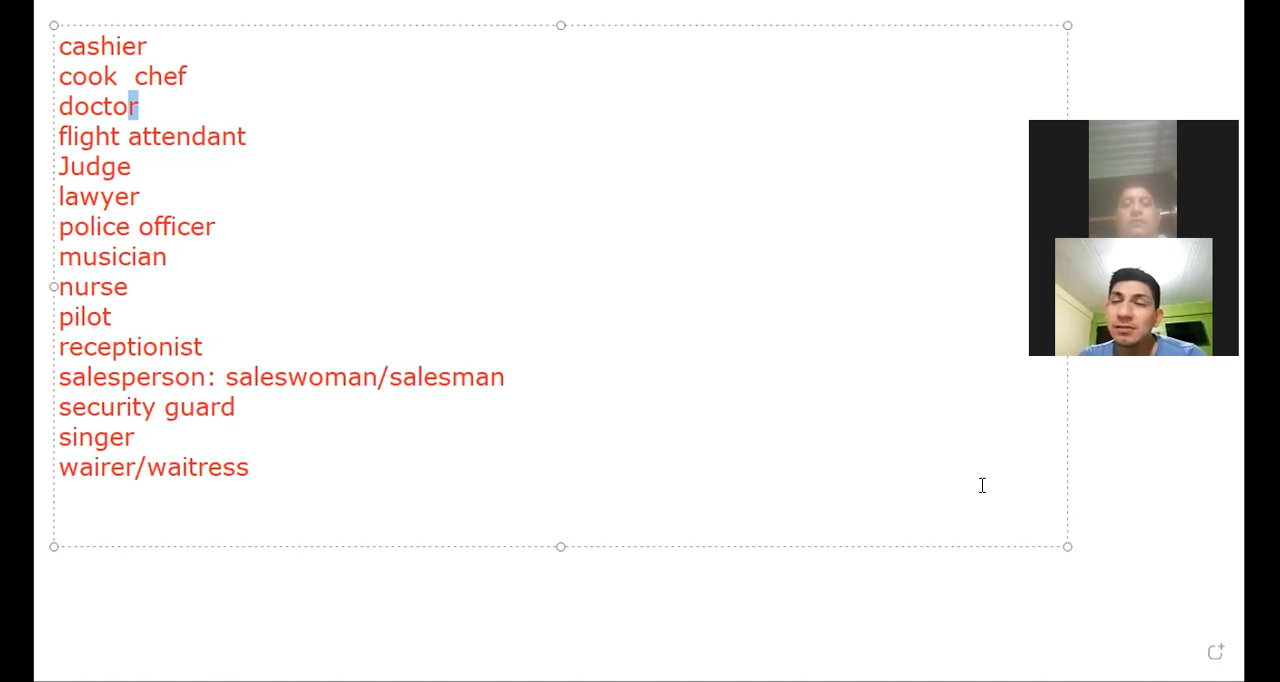 cashier
cook  chef
doctor
flight attendant
Judge
lawyer
police officer
musician
nurse
pilot
receptionist
salesperson: saleswoman/salesman
security guard
singer
wairer/waitress